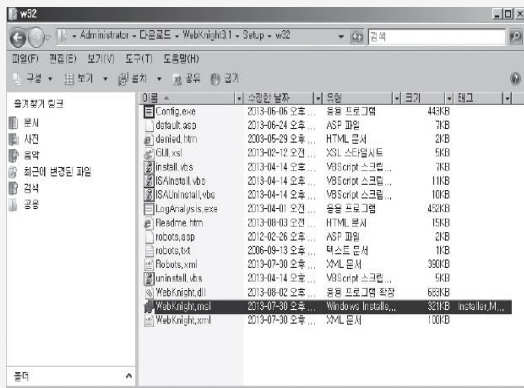 w32
Administrator - 다운로드 - WebKnight3.1 - Setup - w32
검색
파일(F) 편집(E) 보기(V) 도구(T) 도움말(H)
구성 보기 설치 공유 굽기
즐겨찾기 링크
문서
사진
음악
최근에 변경된 파일
검색
공용
폴더
이름 수정한 날짜 유형 크기 태그
Config.exe 2013-06-06 오후 ... 응용 프로그램 443KB
default.asp 2013-06-24 오후 ... ASP 파일 7KB
denied.htm 2003-05-29 오후 ... HTML 문서 2KB
GUI.xsl 2013-02-12 오전 ... XSL 스타일시트 5KB
install.vbs 2013-04-14 오후 ... VBScript 스크립... 7KB
ISAInstall.vbs 2013-04-14 오후 ... VBScript 스크립... 11KB
ISAUninstall.vbs 2013-04-14 오후 ... VBScript 스크립... 10KB
LogAnalysis.exe 2013-04-01 오전 ... 응용 프로그램 452KB
Readme.htm 2013-08-03 오전 ... HTML 문서 15KB
robots.asp 2012-02-26 오후 ... ASP 파일 2KB
robots.txt 2006-09-13 오후 ... 텍스트 문서 1KB
Robots.xml 2013-07-30 오후 ... XML 문서 390KB
uninstall.vbs 2013-04-14 오후 ... VBScript 스크립... 5KB
WebKnight.dll 2013-08-02 오후 ... 응용 프로그램 확장 683KB
WebKnight.msi 2013-07-30 오후 ... Windows Installe... 321KB Installer,M...
WebKnight.xml 2013-07-30 오후 ... XML 문서 100KB